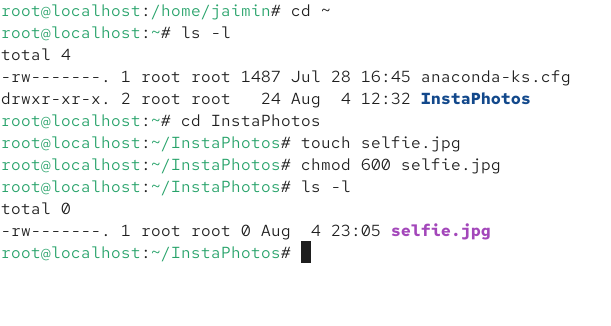 root@localhost:/home/jaimin# cd ~
root@localhost:~# ls -l
total 4
-rw-------. 1 root root 1487 Jul 28 16:45 anaconda-ks.cfg
drwxr-xr-x. 2 root root   24 Aug  4 12:32 InstaPhotos
root@localhost:~# cd InstaPhotos
root@localhost:~/InstaPhotos# touch selfie.jpg
root@localhost:~/InstaPhotos# chmod 600 selfie.jpg
root@localhost:~/InstaPhotos# ls -l
total 0
-rw-------. 1 root root 0 Aug  4 23:05 selfie.jpg
root@localhost:~/InstaPhotos#